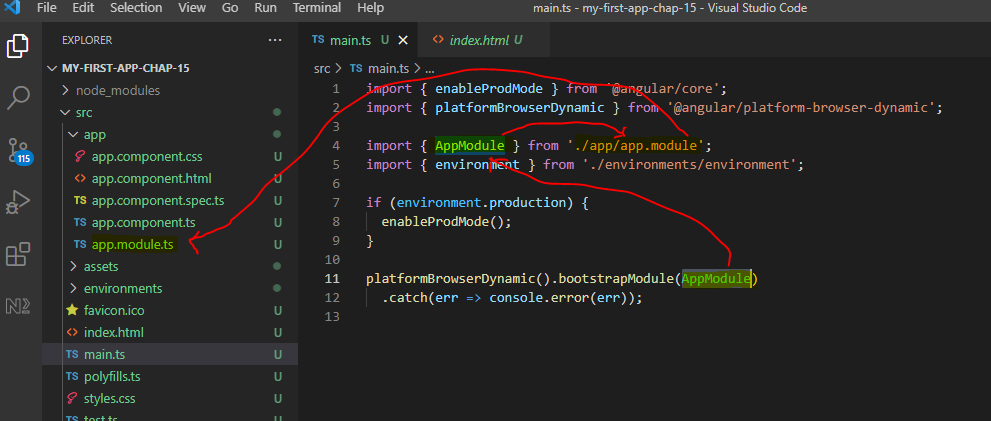 File Edit Selection View Go Run Terminal Help main.ts - my-first-app-chap-15 - Visual Studio Code
EXPLORER ...
MY-FIRST-APP-CHAP-15
node_modules
src
app
app.component.css U
app.component.html U
TS app.component.spec.ts U
TS app.component.ts U
TS app.module.ts U
assets
environments
favicon.ico U
<> index.html U
TS main.ts U
TS polyfills.ts U
styles.css U
TS test.ts U
115
TS main.ts U × <> index.html U
src > TS main.ts > ...
1 import { enableProdMode } from '@angular/core';
2 import { platformBrowserDynamic } from '@angular/platform-browser-dynamic';
3
4 import { AppModule } from './app/app.module';
5 import { environment } from './environments/environment';
6
7 if (environment.production) {
8 enableProdMode();
9 }
10
11 platformBrowserDynamic().bootstrapModule(AppModule)
12 .catch(err => console.error(err));
13